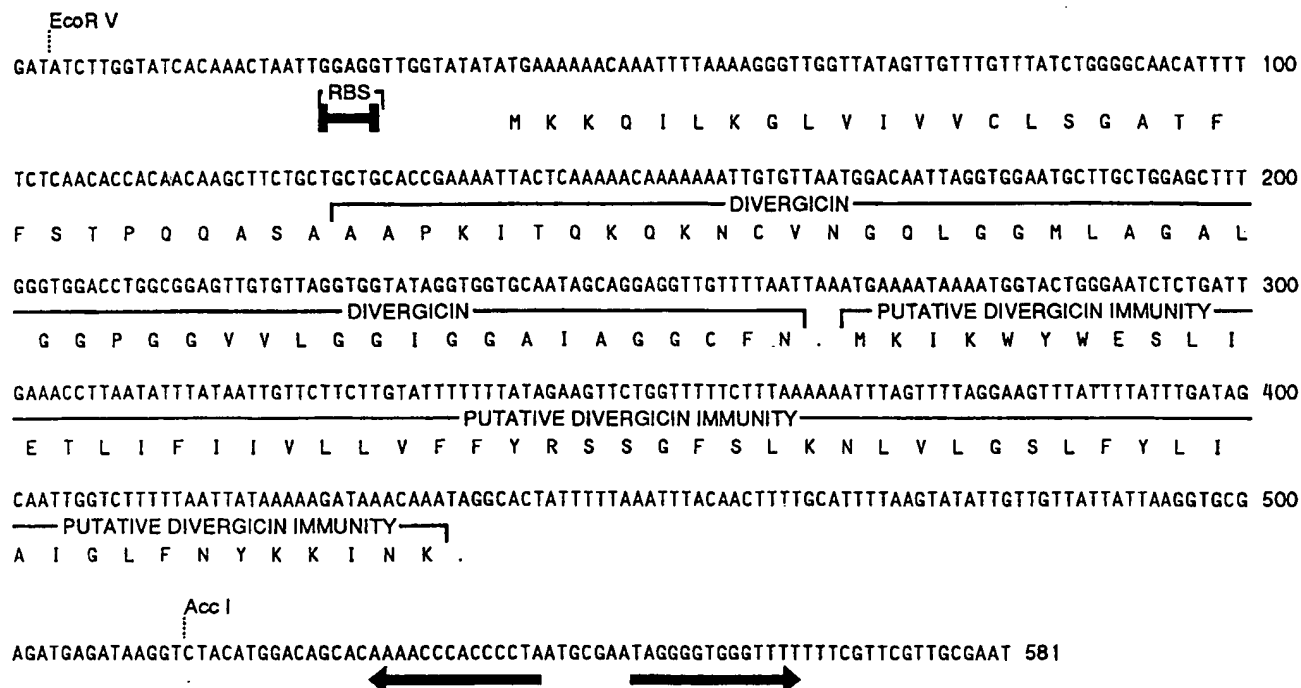 EcoR V
GATATCTTGGTATCACAAACTAATTGGAGGTTGGTATATATGAAAAAACAAATTTTAAAAGGGTTGGTTATAGTTGTTTGTTTATCTGGGGCAACATTTT 100
RBS
M K K Q I L K G L V I V V C L S G A T F
TCTCAACACCACAACAAGCTTCTGCTGCTGCACCGAAAATTACTCAAAAACAAAAAAATTGTGTTAATGGACAATTAGGTGGAATGCTTGCTGGAGCTTT 200
DIVERGICIN
F S T P Q Q A S A A A P K I T Q K Q K N C V N G Q L G G M L A G A L
GGGTGGACCTGGCGGAGTTGTGTTAGGTGGTATAGGTGGTGCAATAGCAGGAGGTTGTTTTAATTAAATGAAAATAAAATGGTACTGGGAATCTCTGATT 300
DIVERGICIN PUTATIVE DIVERGICIN IMMUNITY
G G P G G V V L G G I G G A I A G G C F N . M K I K W Y W E S L I
GAAACCTTAATATTTATAATTGTTCTTCTTGTATTTTTTTATAGAAGTTCTGGTTTTTCTTTAAAAAATTTAGTTTTAGGAAGTTTATTTTATTTGATAG 400
PUTATIVE DIVERGICIN IMMUNITY
E T L I F I I V L L V F F Y R S S G F S L K N L V L G S L F Y L I
CAATTGGTCTTTTTAATTATAAAAAGATAAACAAATAGGCACTATTTTTAAATTTACAACTTTTGCATTTTAAGTATATTGTTGTTATTATTAAGGTGCG 500
PUTATIVE DIVERGICIN IMMUNITY
A I G L F N Y K K I N K .
Acc I
AGATGAGATAAGGTCTACATGGACAGCACAAAACCCACCCCTAATGCGAATAGGGGTGGGTTTTTTTCGTTCGTTGCGAAT 581